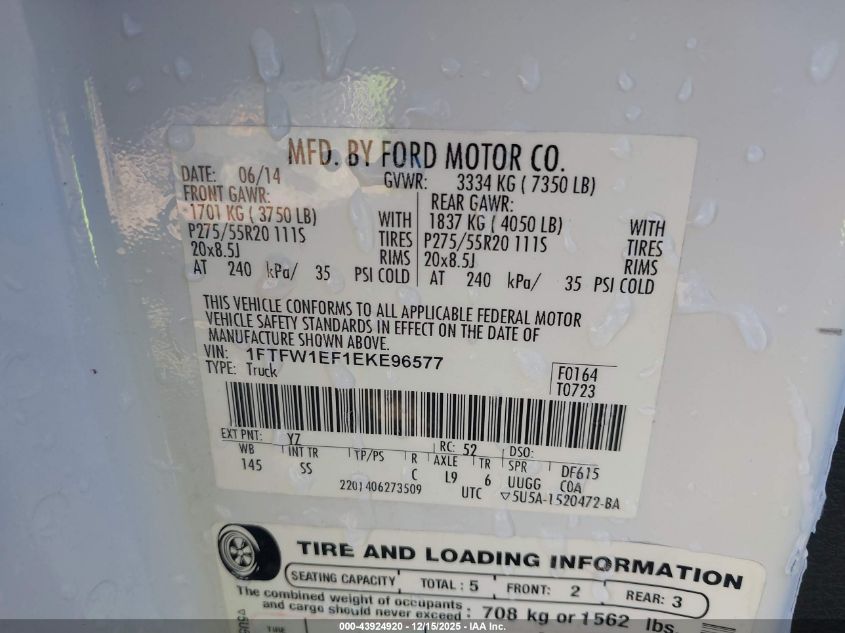 MFD. BY FORD MOTOR CO.
DATE: 06/14 GVWR: 3334 KG ( 7350 LB)
FRONT GAWR: REAR GAWR:
1701 KG ( 3750 LB) WITH 1837 KG ( 4050 LB) WITH
P275/55R20 111S TIRES P275/55R20 111S TIRES
20x8.5J RIMS 20x8.5J RIMS
AT 240 kPa/ 35 PSI COLD AT 240 kPa/ 35 PSI COLD
THIS VEHICLE CONFORMS TO ALL APPLICABLE FEDERAL MOTOR
VEHICLE SAFETY STANDARDS IN EFFECT ON THE DATE OF
MANUFACTURE SHOWN ABOVE.
VIN: 1FTFW1EF1EKE96577
TYPE: Truck
F0164
T0723
EXT PNT: YZ RC: 52 DSO:
WB INT TR TP/PS R AXLE TR SPR DF615
145 SS C L9 6 UUGG COA
2201406273509 UTC ▽5U5A-1520472-BA
TIRE AND LOADING INFORMATION
SEATING CAPACITY TOTAL : 5 FRONT: 2 REAR: 3
The combined weight of occupants
and cargo should never exceed : 708 kg or 1562 lbs.
TIRE
000-43924920 - 12/15/2025 - IAA, Inc.